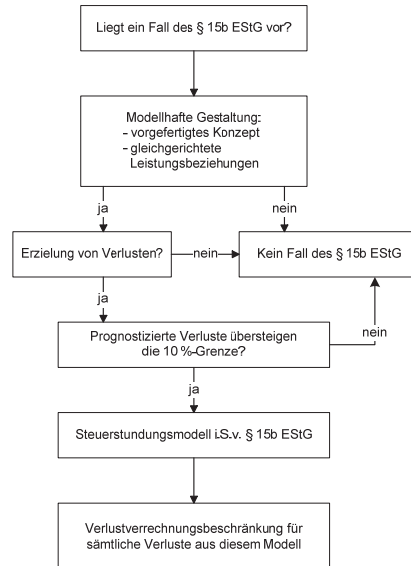 Liegt ein Fall des § 15b EStG vor?
Modellhafte Gestaltung:
- vorgefertigtes Konzept
- gleichgerichtete
Leistungsbeziehungen
ja
nein
Erzielung von Verlusten?
nein
Kein Fall des § 15b EStG
ja
nein
Prognostizierte Verluste übersteigen
die 10 %-Grenze?
ja
Steuerstundungsmodell i.S.v. § 15b EStG
Verlustverrechnungsbeschränkung für
sämtliche Verluste aus diesem Modell